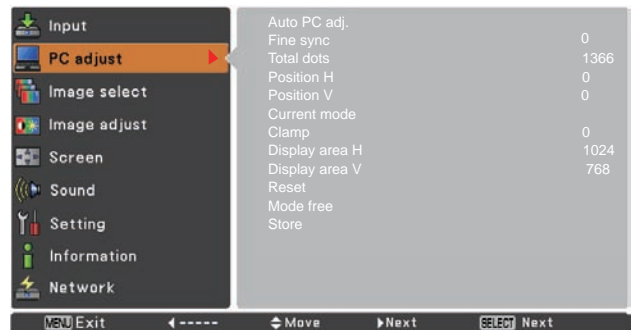 Input
PC adjust
Image select
Image adjust
Screen
Sound
Setting
Information
Network
Auto PC adj.
Fine sync 0
Total dots 1366
Position H 0
Position V 0
Current mode
Clamp 0
Display area H 1024
Display area V 768
Reset
Mode free
Store
MENU Exit ◀ ----- Move ▶Next SELECT Next